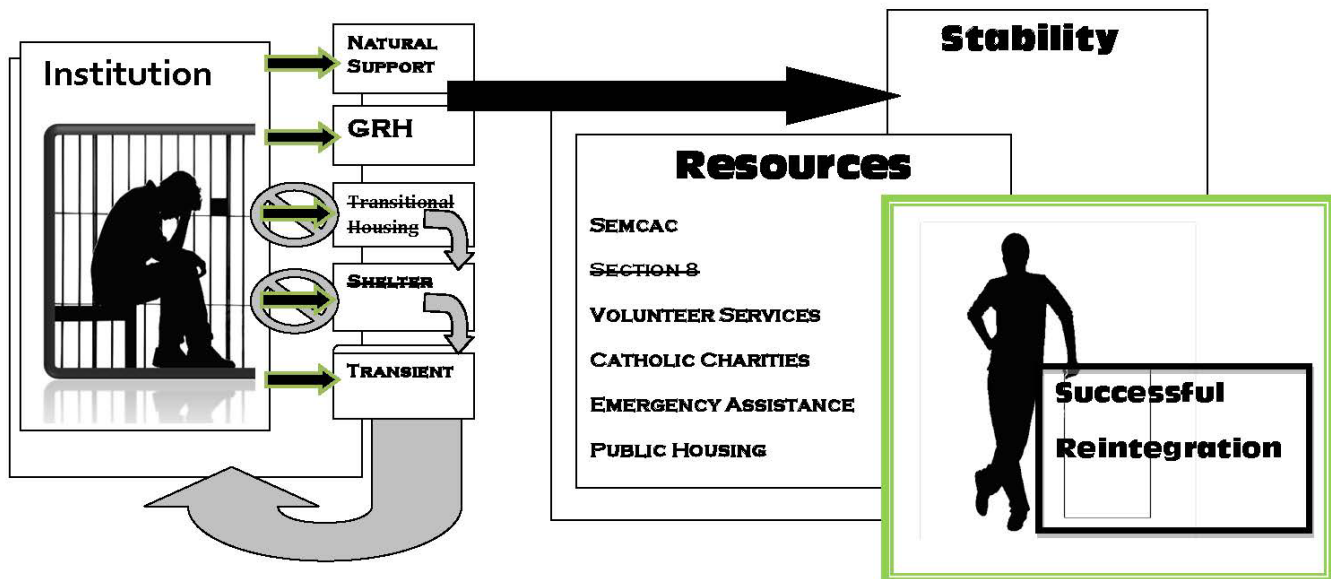 Institution
NATURAL
SUPPORT
GRH
Transitional
Housing
SHELTER
TRANSIENT
Stability
Resources
SEMCAC
SECTION 8
VOLUNTEER SERVICES
CATHOLIC CHARITIES
EMERGENCY ASSISTANCE
PUBLIC HOUSING
Successful
Reintegration